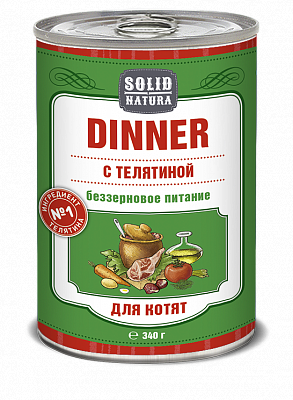 SOLID
NATURA
DINNER
С ТЕЛЯТИНОЙ
беззерновое питание
ИНГРЕДИЕНТ
№1
ТЕЛЯТИНА
ДЛЯ КОТЯТ
℮ 340 г